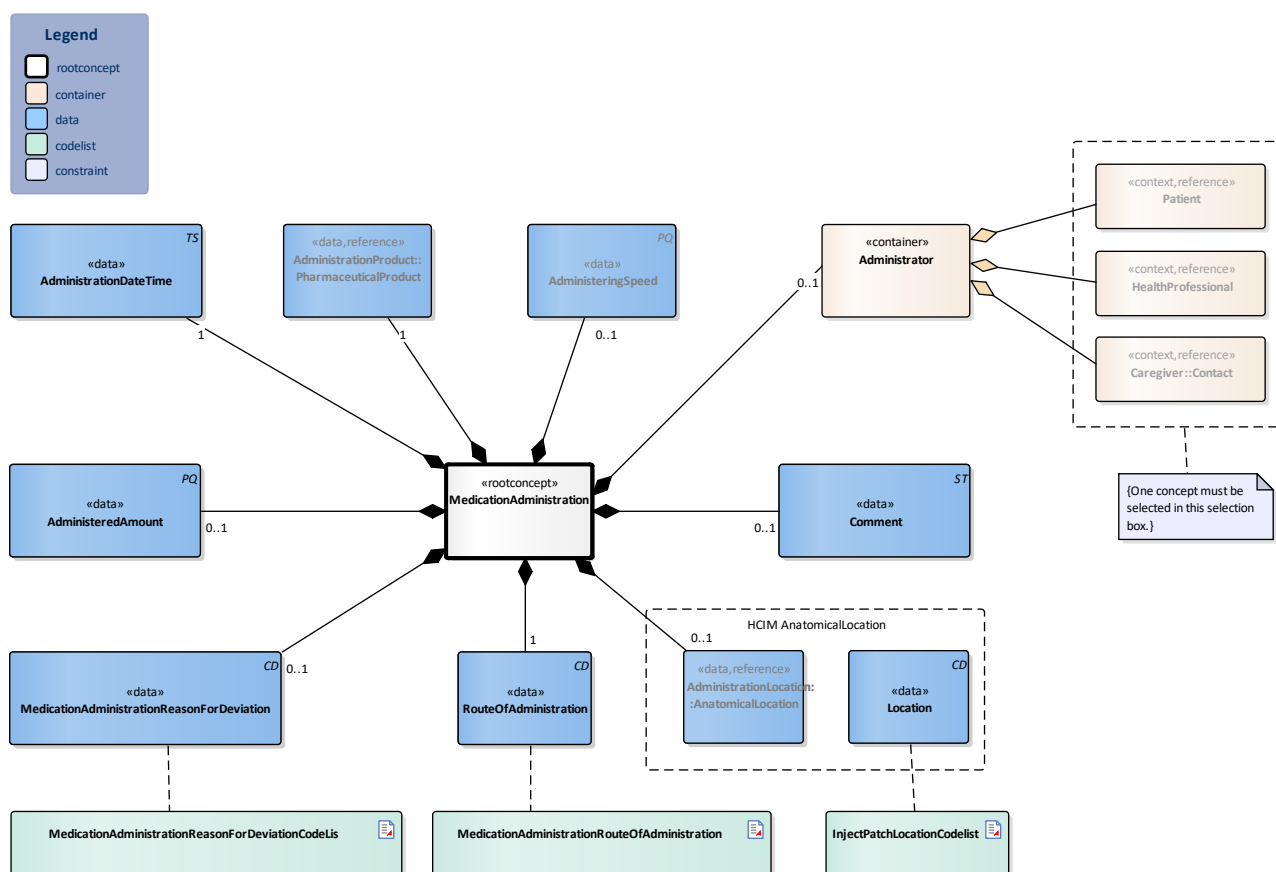 Legend
rootconcept
container
data
codelist
constraint
«context,reference»
Patient
«context,reference»
HealthProfessional
«context,reference»
Caregiver::Contact
{One concept must be
selected in this selection
box.}
TS
«data»
AdministrationDateTime
1
«data,reference»
AdministrationProduct::
PharmaceuticalProduct
1
PQ
«data»
AdministeringSpeed
0..1
«container»
Administrator
0..1
PQ
«data»
AdministeredAmount
0..1
«rootconcept»
MedicationAdministration
ST
«data»
Comment
0..1
CD
«data»
MedicationAdministrationReasonForDeviation
0..1
1
CD
«data»
RouteOfAdministration
HCIM AnatomicalLocation
0..1
«data,reference»
AdministrationLocation:
:AnatomicalLocation
CD
«data»
Location
MedicationAdministrationReasonForDeviationCodeLis
MedicationAdministrationRouteOfAdministration
InjectPatchLocationCodelist